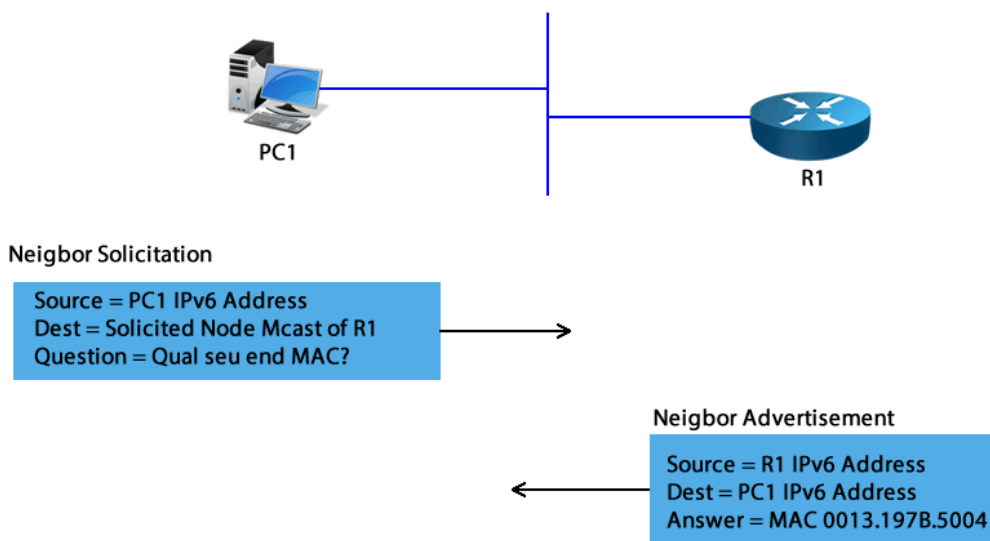 PC1
R1
Neigbor Solicitation
Source = PC1 IPv6 Address
Dest = Solicited Node Mcast of R1
Question = Qual seu end MAC?
Neigbor Advertisement
Source = R1 IPv6 Address
Dest = PC1 IPv6 Address
Answer = MAC 0013.197B.5004